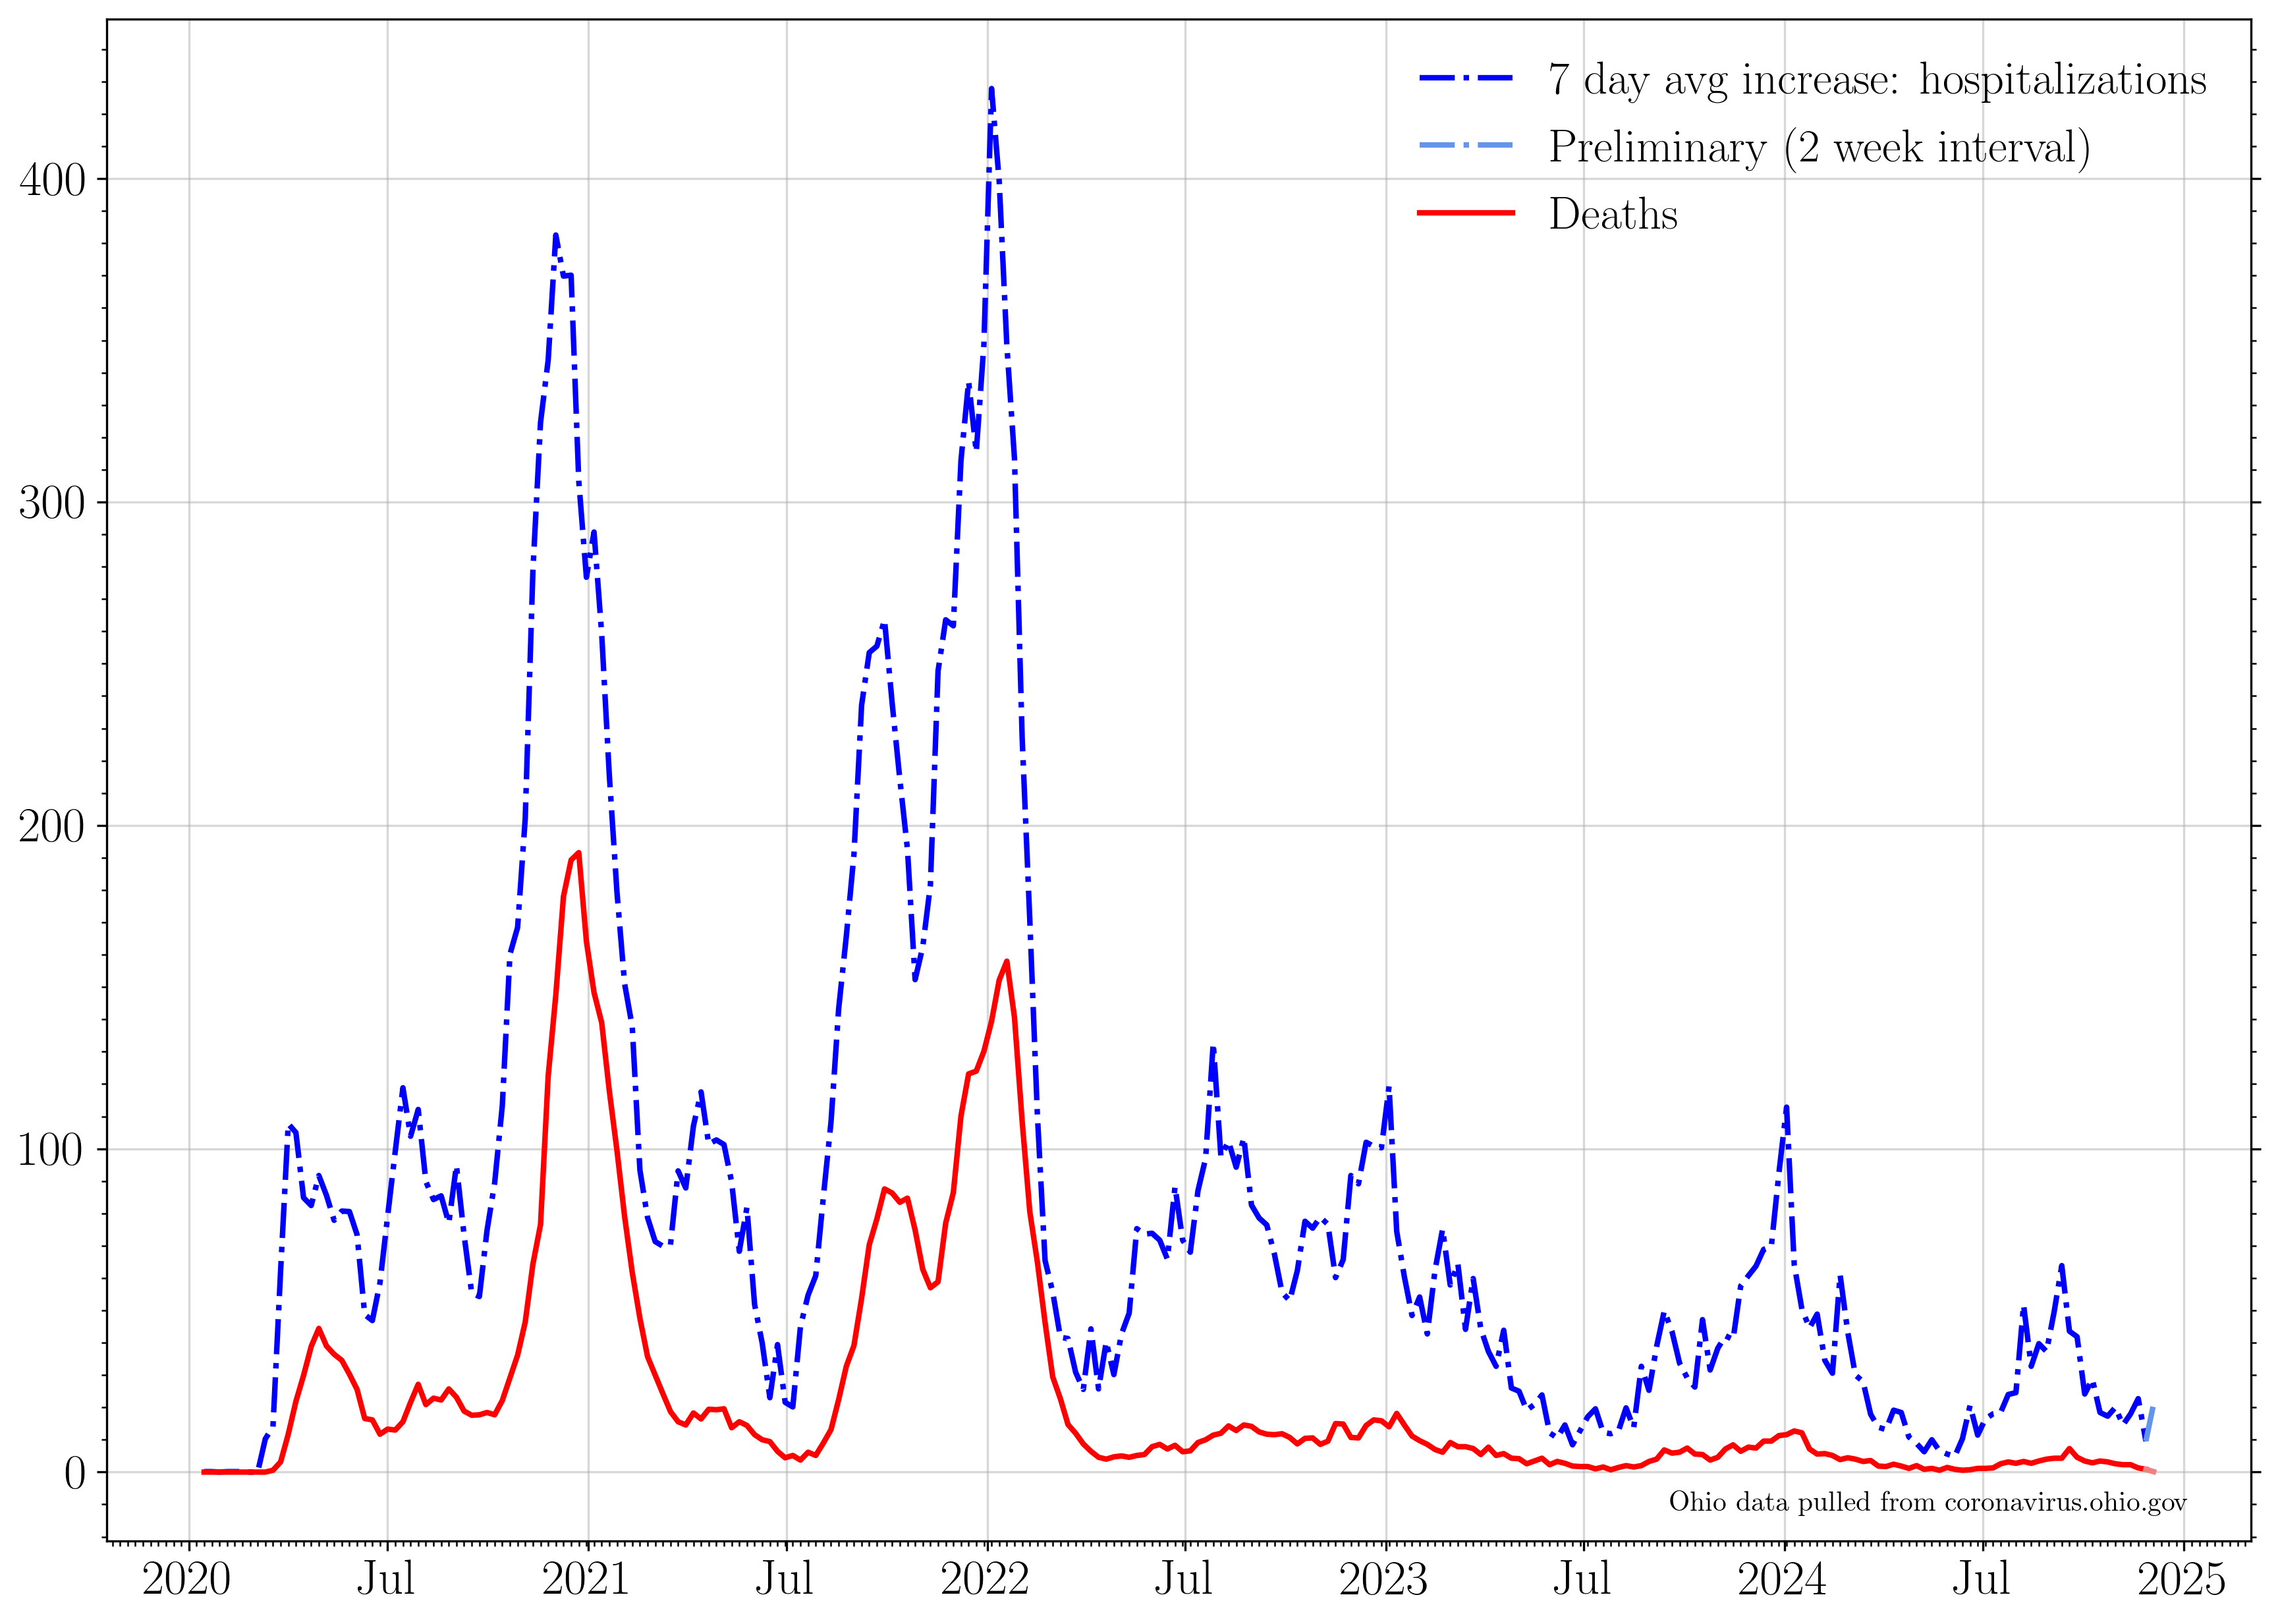 7 day avg increase: hospitalizations
Preliminary (2 week interval)
Deaths
400
300
200
100
0
Ohio data pulled from coronavirus.ohio.gov
2020 Jul 2021 Jul 2022 Jul 2023 Jul 2024 Jul 2025